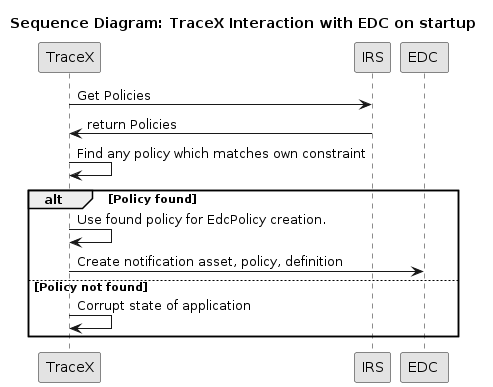 Sequence Diagram: TraceX Interaction with EDC on startup
TraceX IRS EDC
Get Policies
return Policies
Find any policy which matches own constraint
alt [Policy found]
Use found policy for EdcPolicy creation.
Create notification asset, policy, definition
[Policy not found]
Corrupt state of application
TraceX IRS EDC